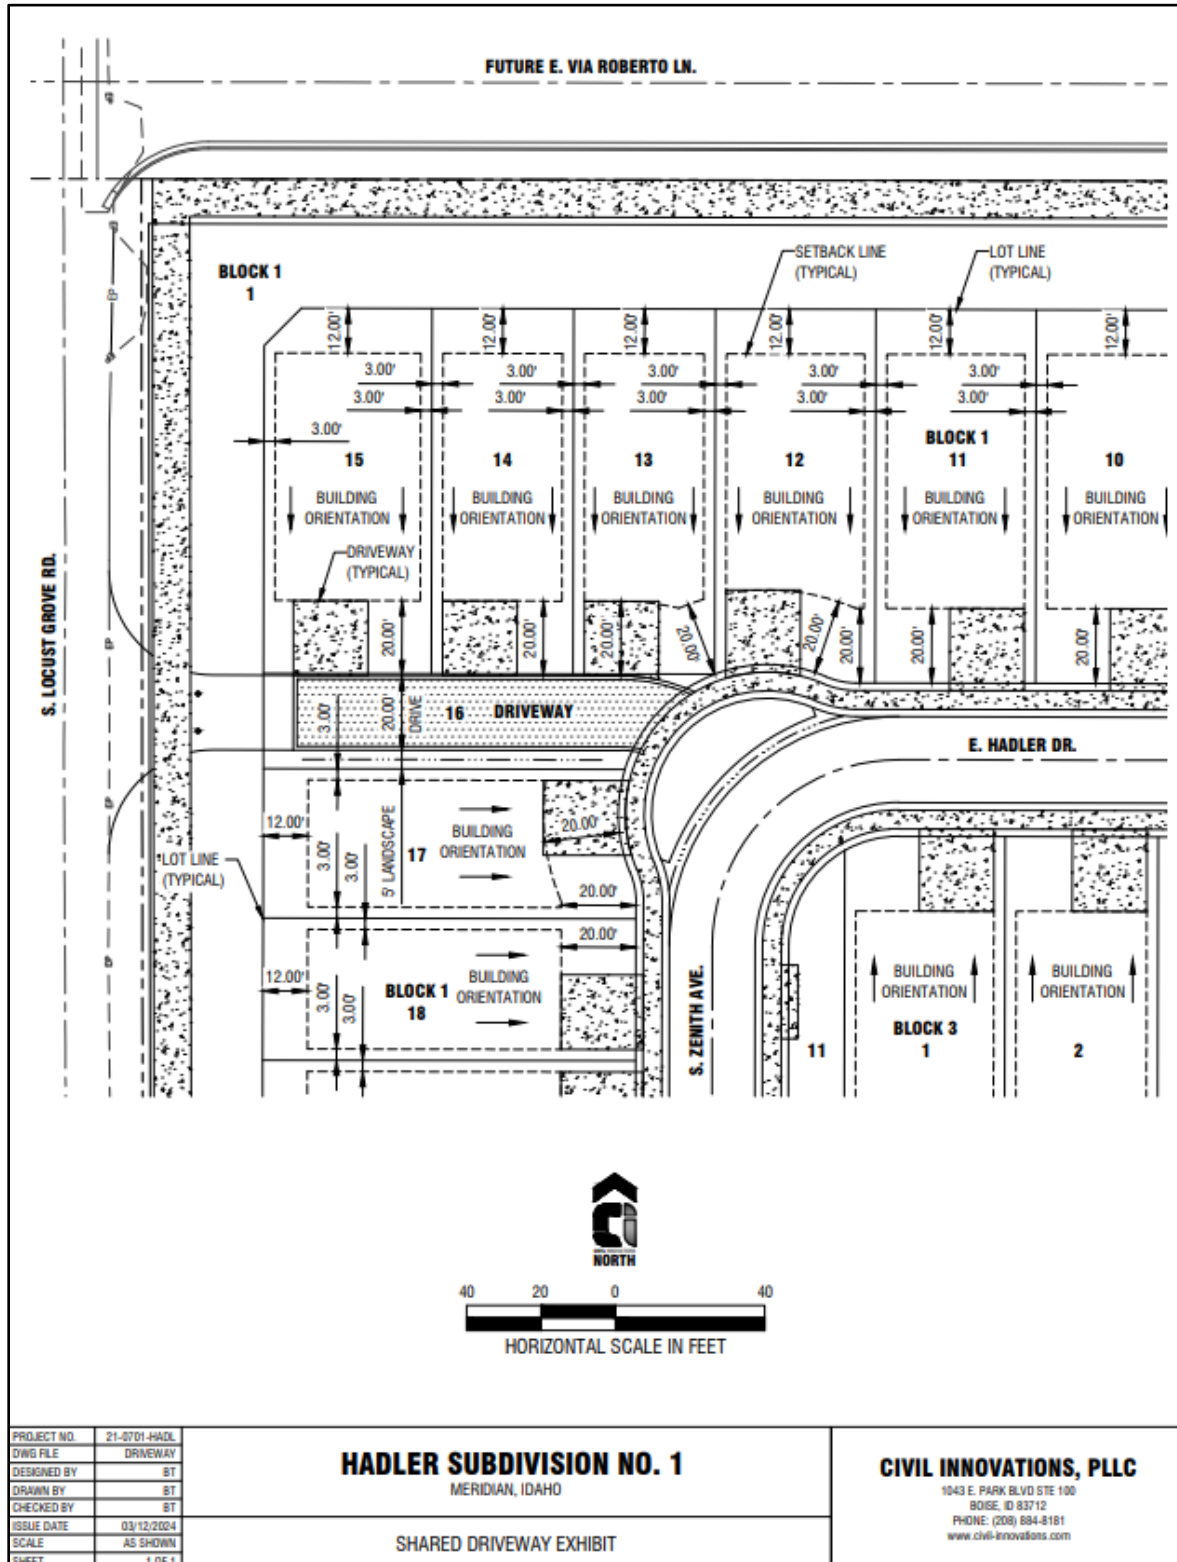 FUTURE E. VIA ROBERTO LN.
SETBACK LINE
(TYPICAL)
LOT LINE
(TYPICAL)
BLOCK 1
1
12.00'
12.00'
12.00'
12.00'
12.00'
12.00'
3.00'
3.00'
3.00'
3.00'
3.00'
3.00'
3.00'
3.00'
3.00'
3.00'
3.00'
15
14
13
12
BLOCK 1
11
10
BUILDING
ORIENTATION
BUILDING
ORIENTATION
BUILDING
ORIENTATION
BUILDING
ORIENTATION
BUILDING
ORIENTATION
BUILDING
ORIENTATION
DRIVEWAY
(TYPICAL)
S. LOCUST GROVE RD.
EP
EP
EP
EP
20.00'
20.00'
20.00'
20.00'
20.00'
20.00'
20.00'
20.00'
3.00'
20.00'
DRIVE
16
DRIVEWAY
E. HADLER DR.
12.00'
LOT LINE
(TYPICAL)
3.00'
3.00'
5' LANDSCAPE
17
BUILDING
ORIENTATION
20.00'
20.00'
20.00'
12.00'
3.00'
3.00'
BLOCK 1
18
BUILDING
ORIENTATION
S. ZENITH AVE.
11
BUILDING
ORIENTATION
BLOCK 3
1
BUILDING
ORIENTATION
2
Ci
NORTH
40 20 0 40
HORIZONTAL SCALE IN FEET
PROJECT NO. 21-0701-HADL
DWG FILE DRIVEWAY
DESIGNED BY BT
DRAWN BY BT
CHECKED BY BT
ISSUE DATE 03/12/2024
SCALE AS SHOWN
SHEET 1 OF 1
HADLER SUBDIVISION NO. 1
MERIDIAN, IDAHO
SHARED DRIVEWAY EXHIBIT
CIVIL INNOVATIONS, PLLC
1043 E. PARK BLVD STE 100
BOISE, ID 83712
PHONE: (208) 884-8181
www.civil-innovations.com